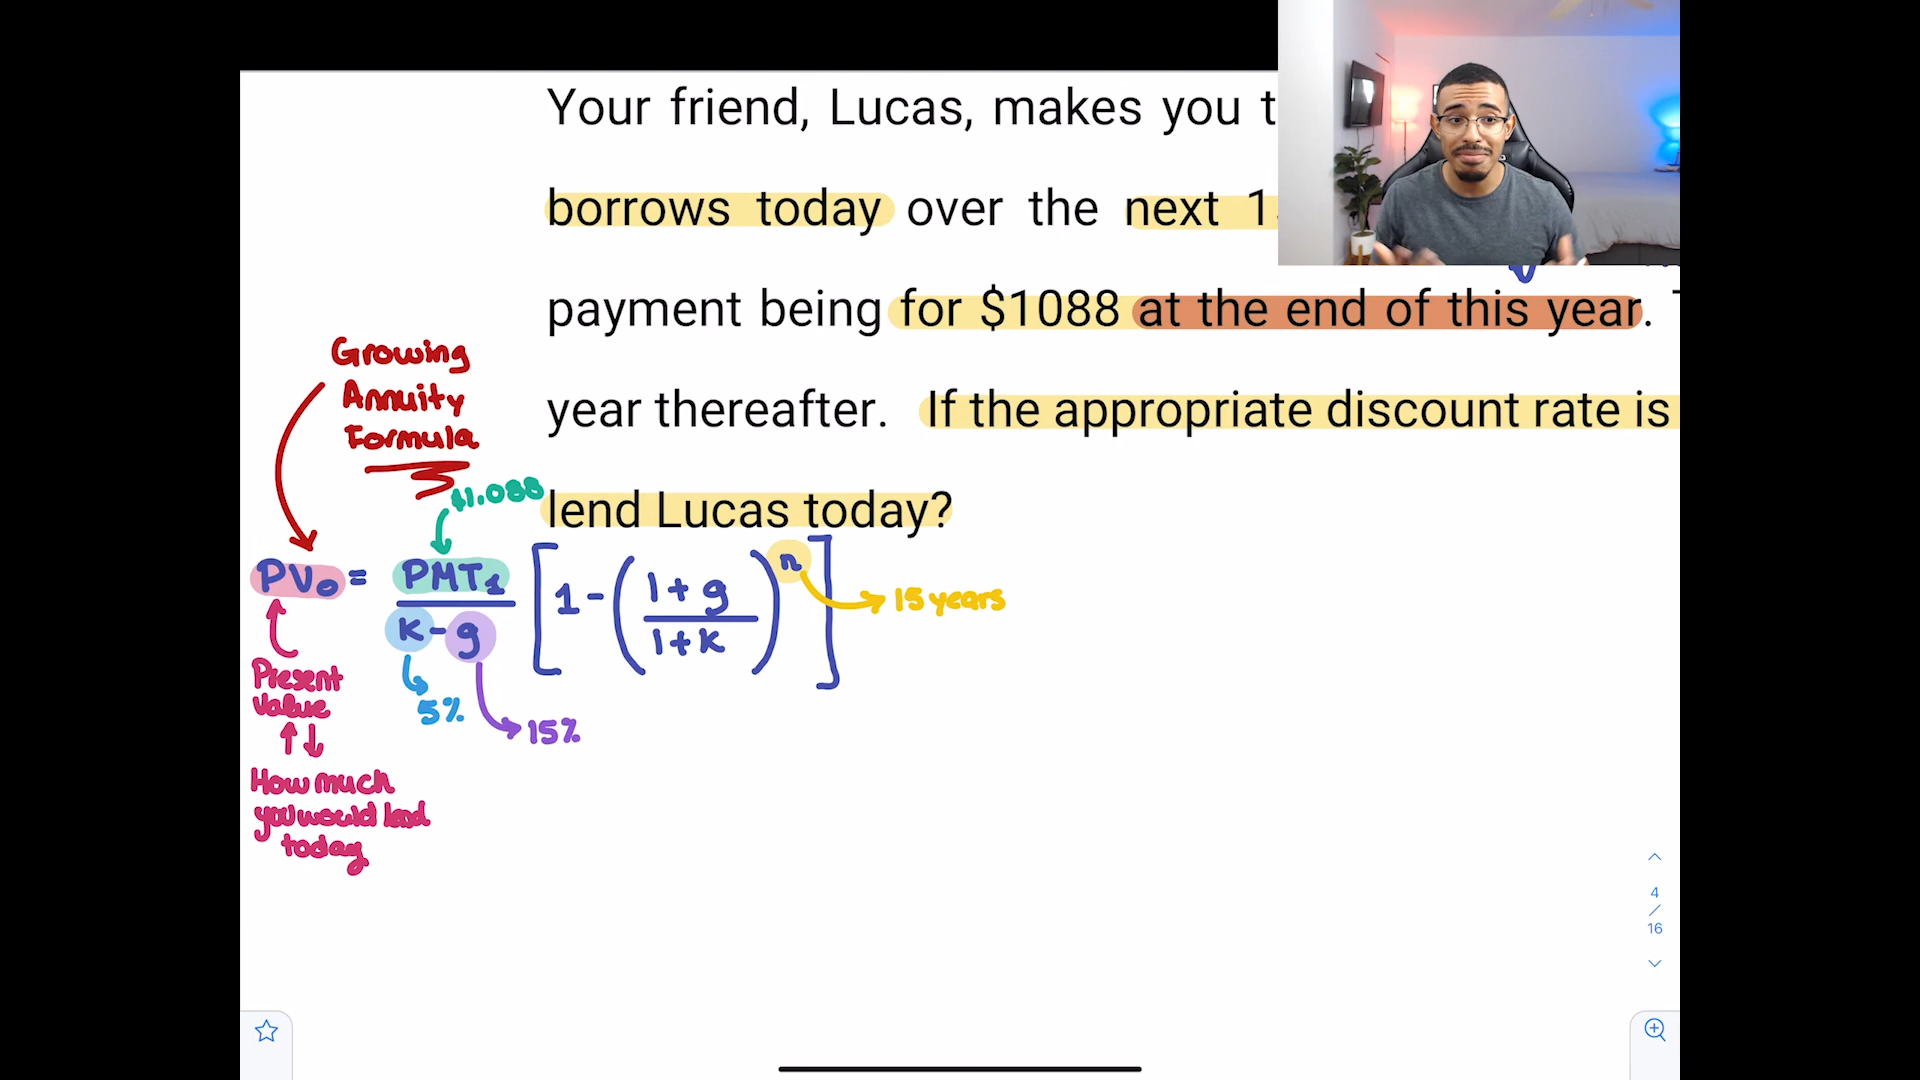 Your friend, Lucas, makes you
borrows today over the next
payment being for $1088 at the end of this year.
year thereafter. If the appropriate discount rate is
lend Lucas today?
Growing
Annuity
Formula
$1.088
PV₀ = PMT₁ / k - g [ 1 - ( 1 + g / 1 + k )ⁿ ]
15 years
5%
15%
Present
Value
How much
you would lend
today
4
/
16